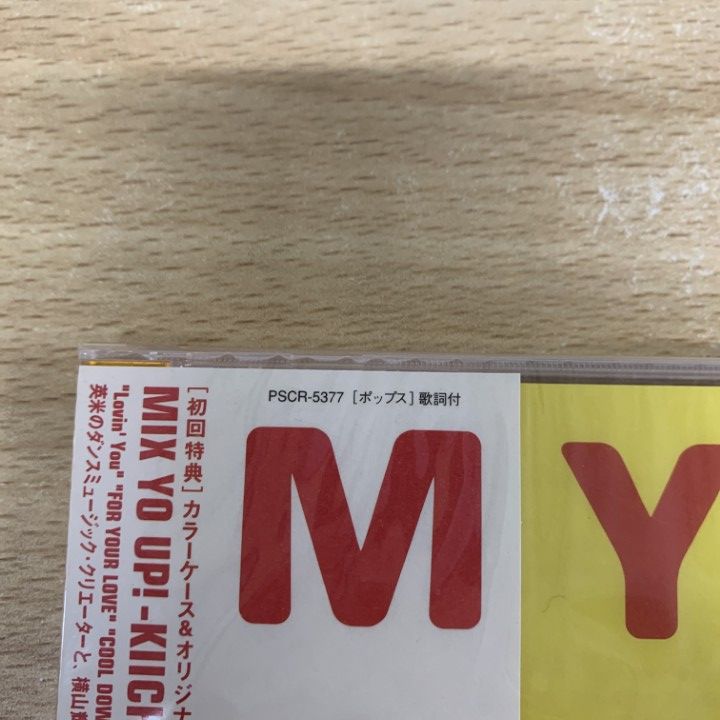 PSCR-5377 [ポップス] 歌詞付
M Y
[初回特典]カラーケース&オリジナ
MIX YO UP!-KIICH
"Lovin' You" "FOR YOUR LOVE" "COOL DOW
英米のダンスミュージック・クリエーターと、横山